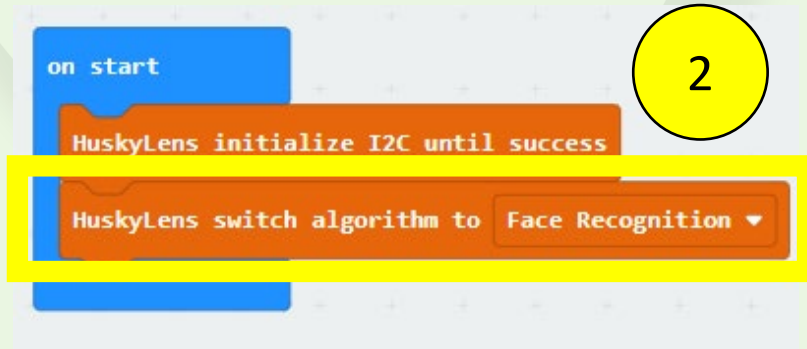 on start
2
HuskyLens initialize I2C until success
HuskyLens switch algorithm to Face Recognition